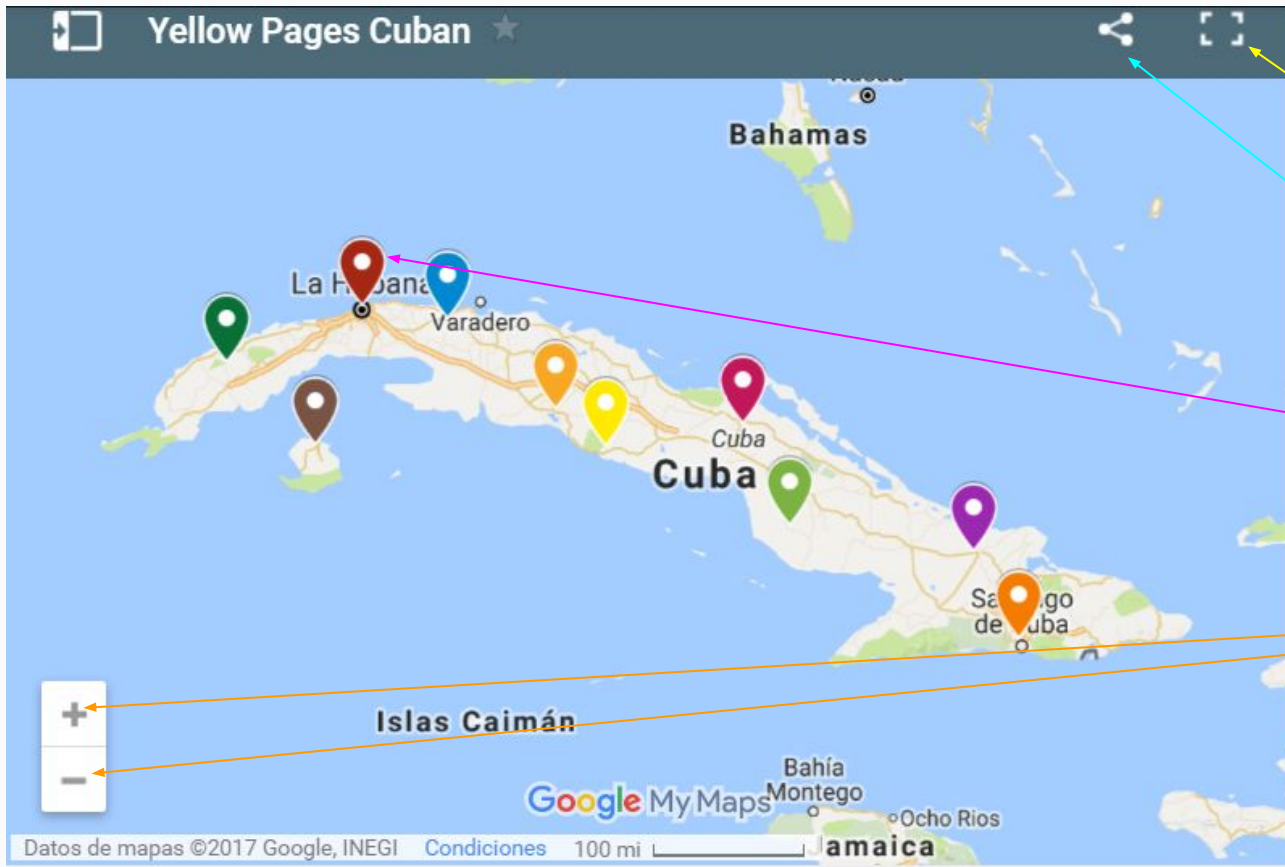 Yellow Pages Cuban
Bahamas
La Habana
Varadero
Cuba
Cuba
Santiago
de Cuba
Islas Caimán
Bahía
Montego
Google My Maps
Ocho Rios
Jamaica
Datos de mapas ©2017 Google, INEGI Condiciones 100 mi